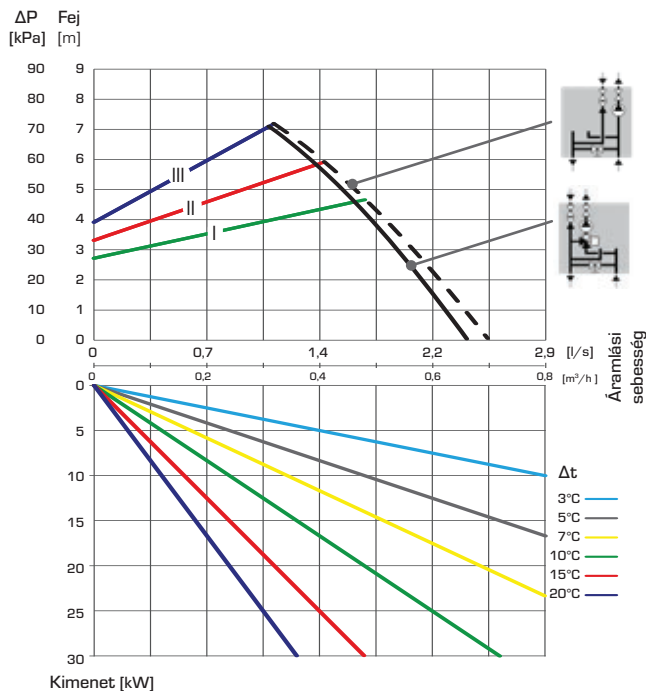 ΔP Fej
[kPa] [m]
90 9
80 8
70 7
60 6
50 5
40 4
30 3
20 2
10 1
0 0
III
II
I
0 0,7 1,4 2,2 2,9 [l/s]
0 0,2 0,4 0,6 0,8 [m³/h]
Áramlási
sebesség
0
5
10
15
20
25
30
Δt
3°C
5°C
7°C
10°C
15°C
20°C
Kimenet [kW]